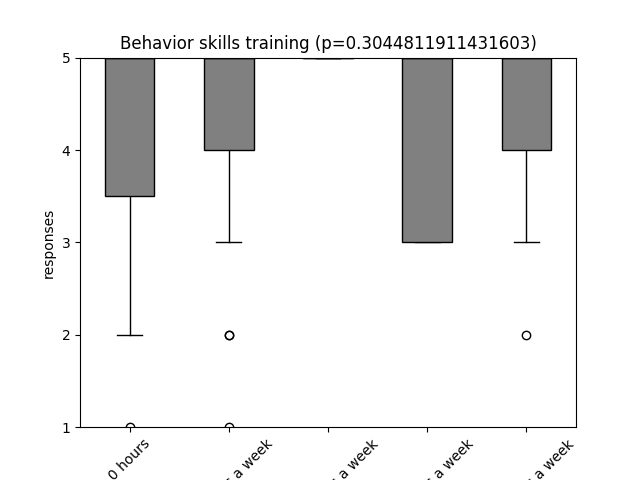 Behavior skills training (p=0.3044811911431603)
responses
5
4
3
2
1
0 hours
a week
a week
a week
a week